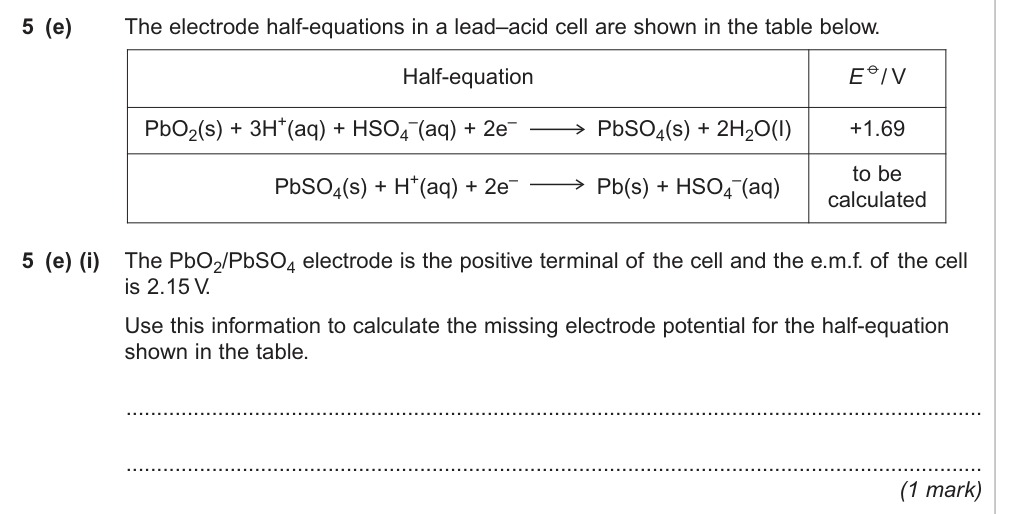 5 (e) The electrode half-equations in a lead–acid cell are shown in the table below.
Half-equation E⦵/V
PbO₂(s) + 3H⁺(aq) + HSO₄⁻(aq) + 2e⁻ ⟶ PbSO₄(s) + 2H₂O(l) +1.69
PbSO₄(s) + H⁺(aq) + 2e⁻ ⟶ Pb(s) + HSO₄⁻(aq) to be
calculated
5 (e) (i) The PbO₂/PbSO₄ electrode is the positive terminal of the cell and the e.m.f. of the cell
is 2.15 V.
Use this information to calculate the missing electrode potential for the half-equation
shown in the table.
(1 mark)